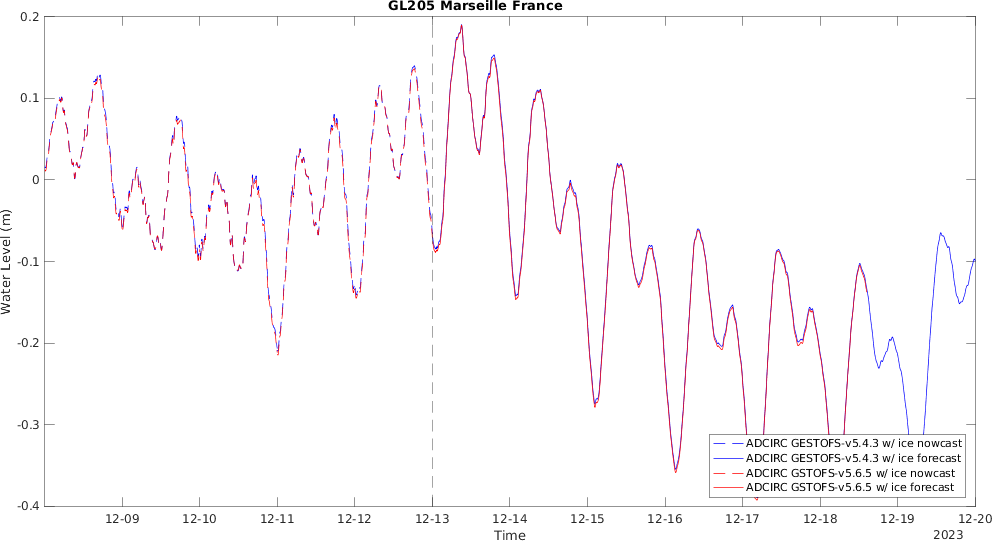 GL205 Marseille France
0.2
0.1
0
-0.1
-0.2
-0.3
-0.4
Water Level (m)
ADCIRC GESTOFS-v5.4.3 w/ ice nowcast
ADCIRC GESTOFS-v5.4.3 w/ ice forecast
ADCIRC GSTOFS-v5.6.5 w/ ice nowcast
ADCIRC GSTOFS-v5.6.5 w/ ice forecast
12-09 12-10 12-11 12-12 12-13 12-14 12-15 12-16 12-17 12-18 12-19 12-20
Time
2023